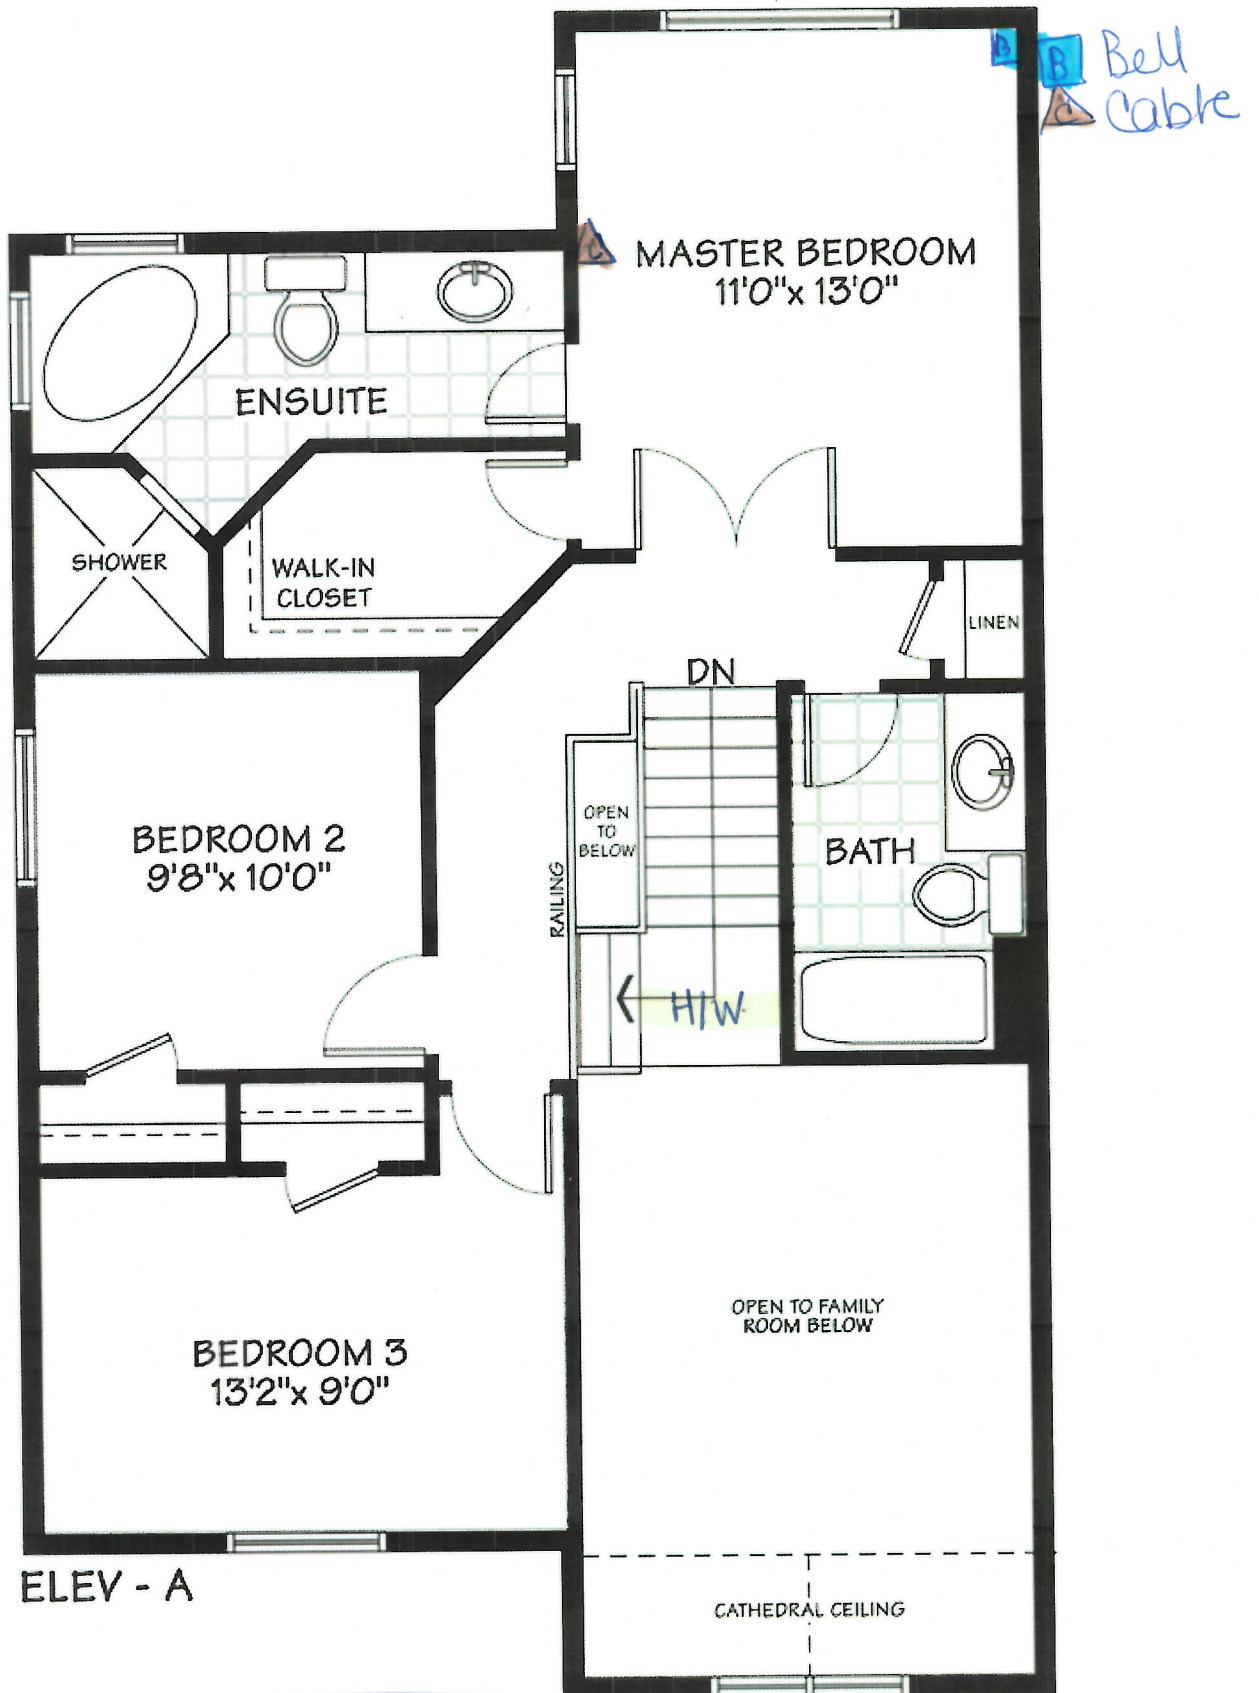 B
B Bell
C Cable
C
MASTER BEDROOM
11'0"x 13'0"
ENSUITE
SHOWER
WALK-IN
CLOSET
LINEN
DN
BEDROOM 2
9'8"x 10'0"
OPEN
TO
BELOW
RAILING
BATH
H/W
OPEN TO FAMILY
ROOM BELOW
BEDROOM 3
13'2"x 9'0"
ELEV - A
CATHEDRAL CEILING